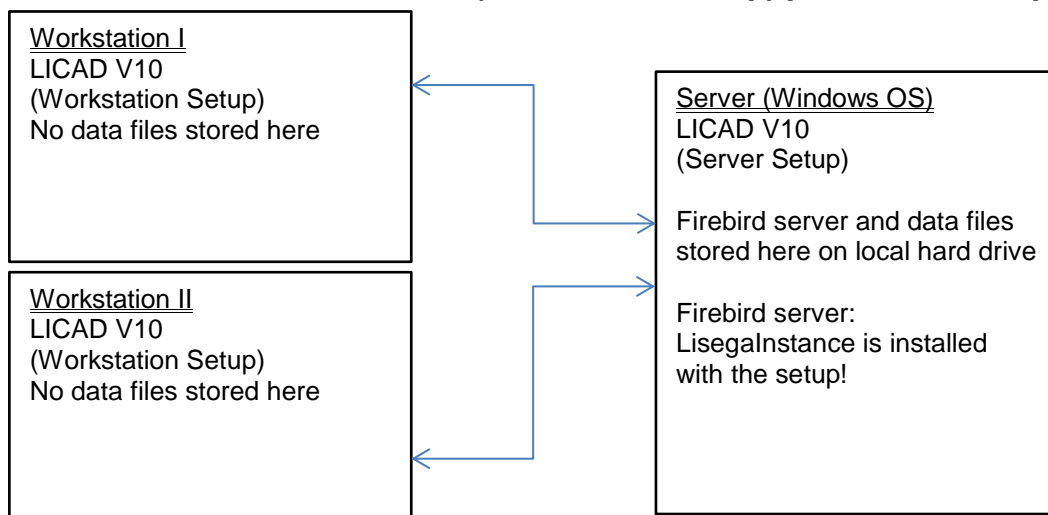 Workstation I
LICAD V10
(Workstation Setup)
No data files stored here
Server (Windows OS)
LICAD V10
(Server Setup)
Firebird server and data files
stored here on local hard drive
Firebird server:
LisegaInstance is installed
with the setup!
Workstation II
LICAD V10
(Workstation Setup)
No data files stored here